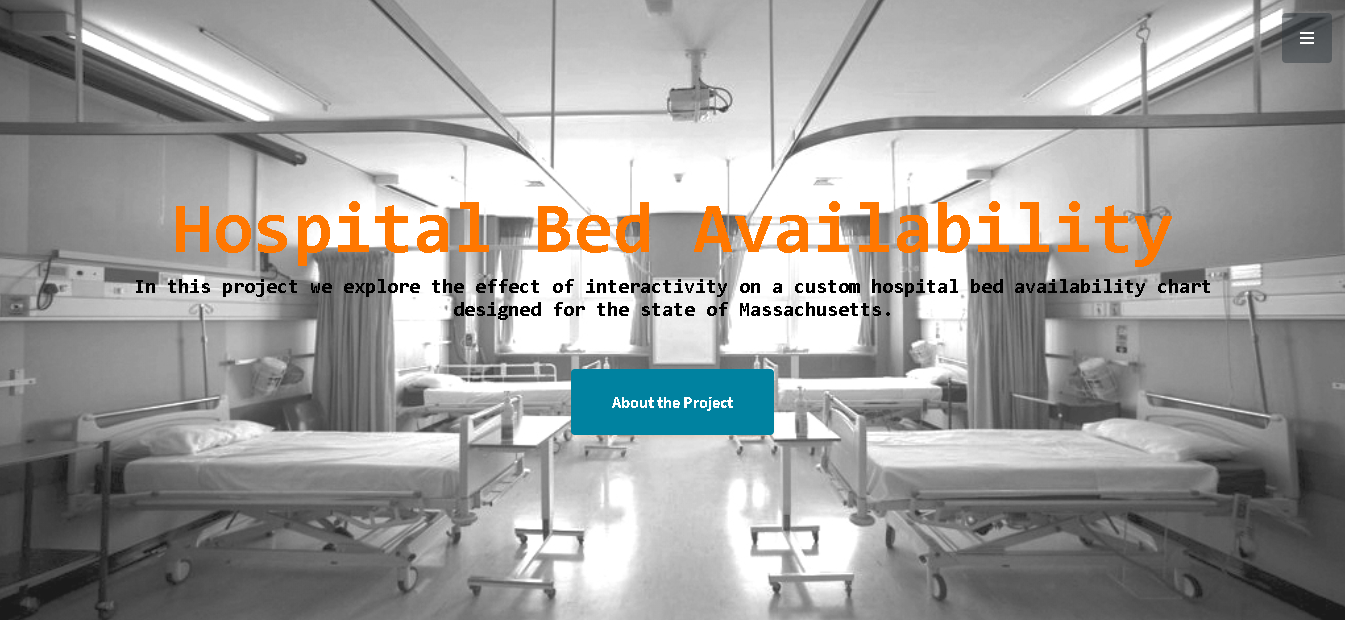 Hospital Bed Availability
In this project we explore the effect of interactivity on a custom hospital bed availability chart
designed for the state of Massachusetts.
About the Project